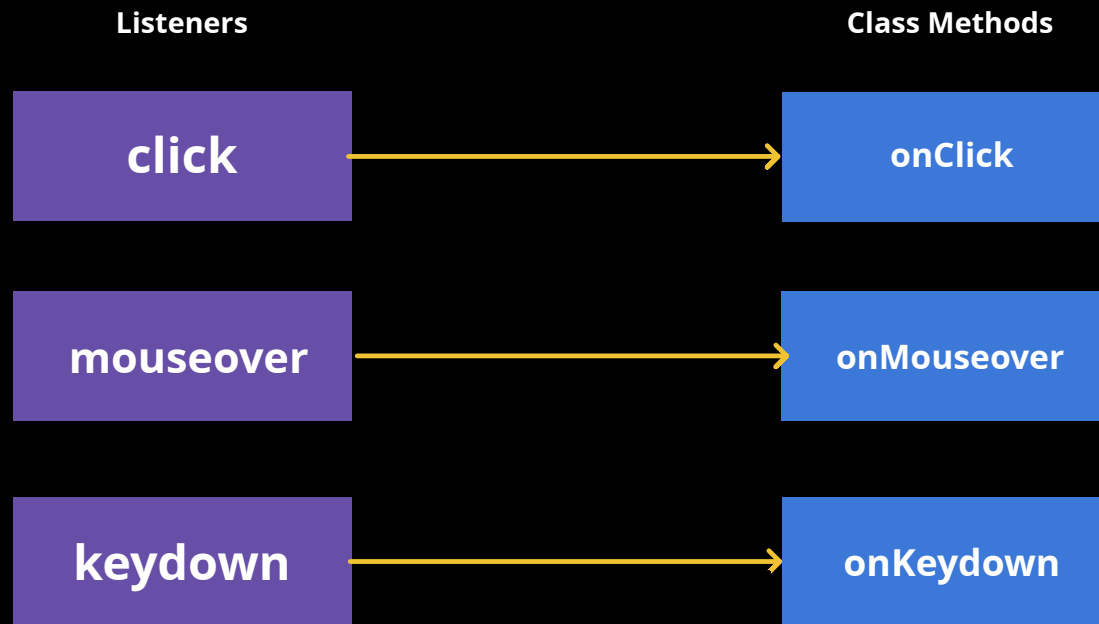 Listeners
Class Methods
click
onClick
mouseover
onMouseover
keydown
onKeydown